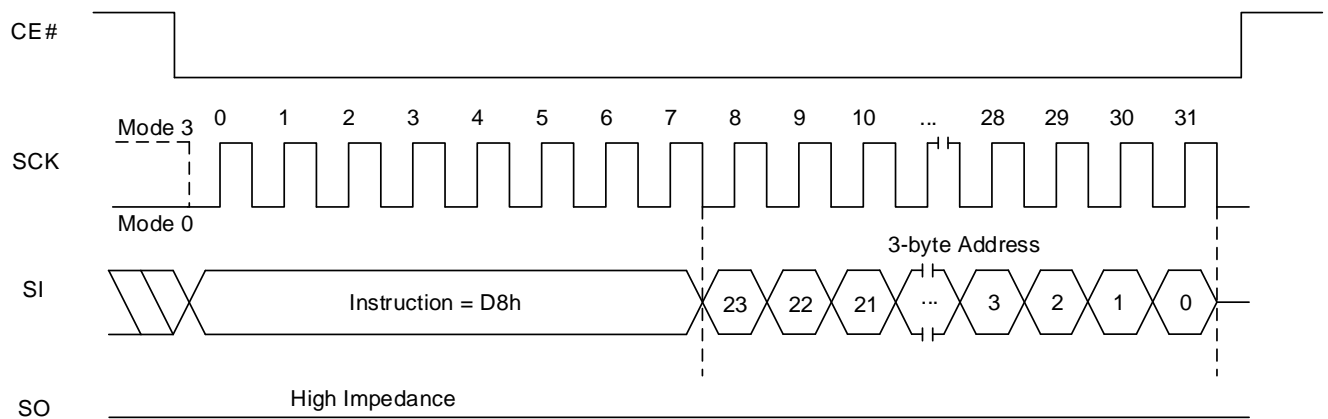 CE#
0 1 2 3 4 5 6 7 8 9 10 ... 28 29 30 31
Mode 3
SCK
Mode 0
3-byte Address
SI
Instruction = D8h
23 22 21 ... 3 2 1 0
High Impedance
SO